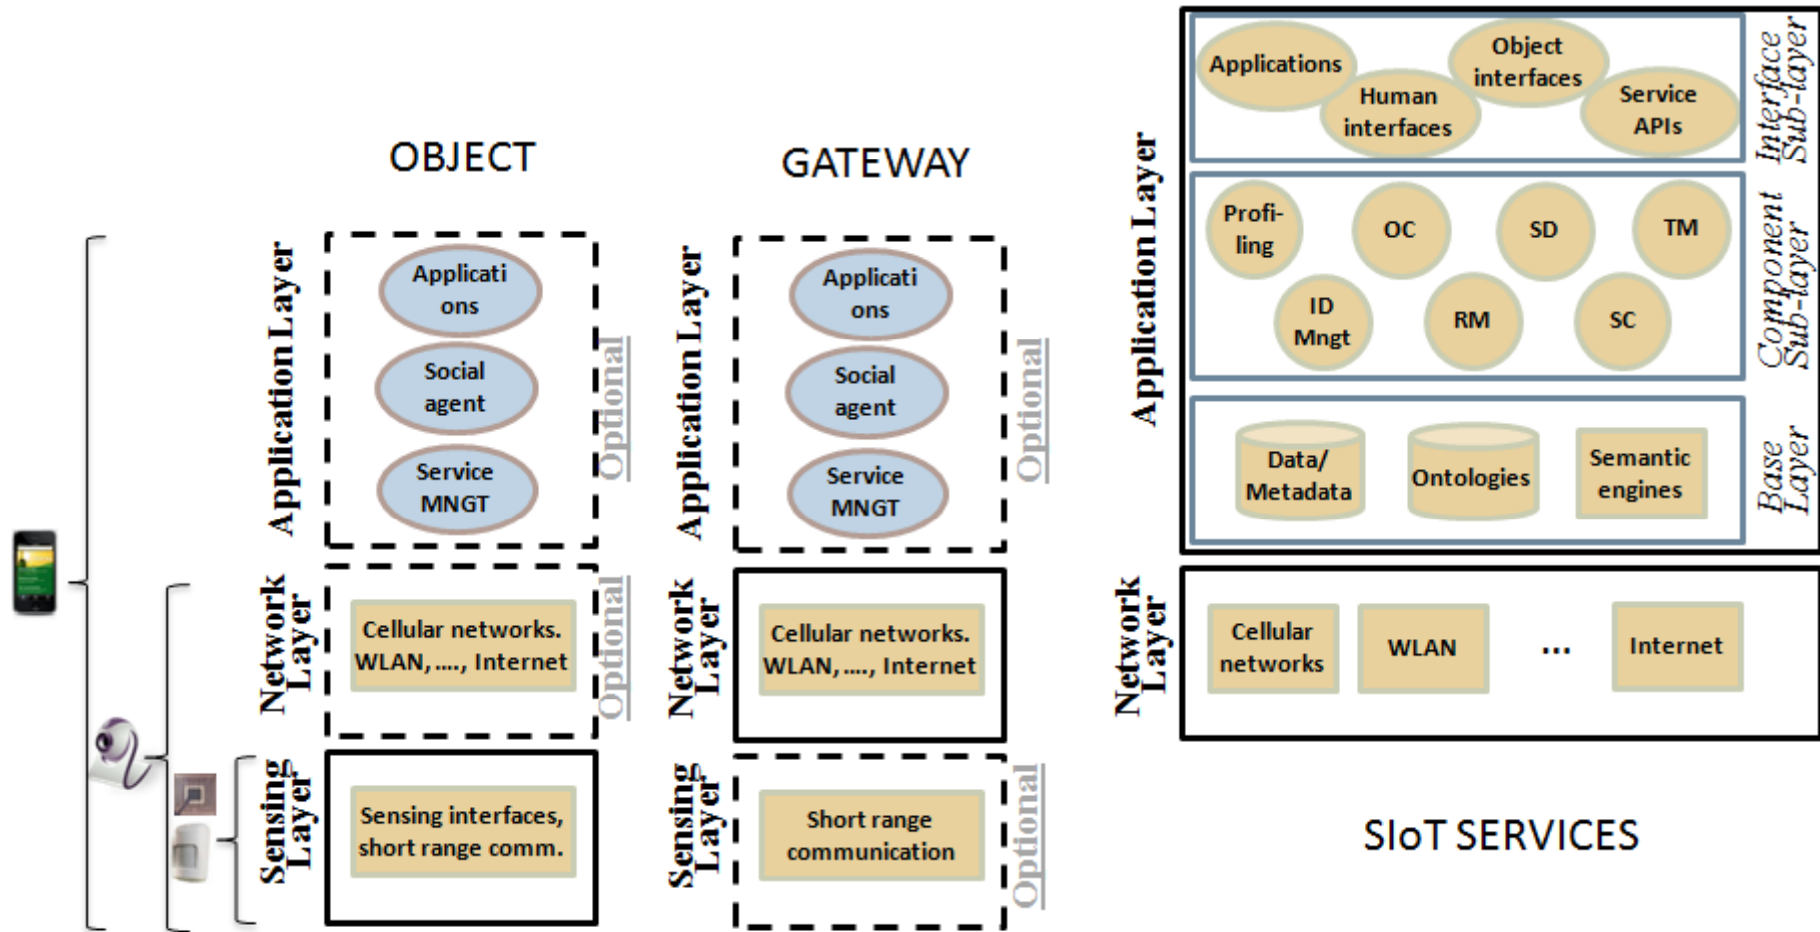 OBJECT
Application Layer
Applicati
ons
Social
agent
Service
MNGT
Optional
Network
Layer
Cellular networks.
WLAN, ...., Internet
Optional
Sensing
Layer
Sensing interfaces,
short range comm.
GATEWAY
Application Layer
Applicati
ons
Social
agent
Service
MNGT
Optional
Network
Layer
Cellular networks.
WLAN, ...., Internet
Sensing
Layer
Short range
communication
Optional
Application Layer
Applications
Human
interfaces
Object
interfaces
Service
APIs
Interface
Sub-layer
Profi-
ling
OC
SD
TM
ID
Mngt
RM
SC
Component
Sub-layer
Data/
Metadata
Ontologies
Semantic
engines
Base
Layer
Network
Layer
Cellular
networks
WLAN
...
Internet
SIoT SERVICES